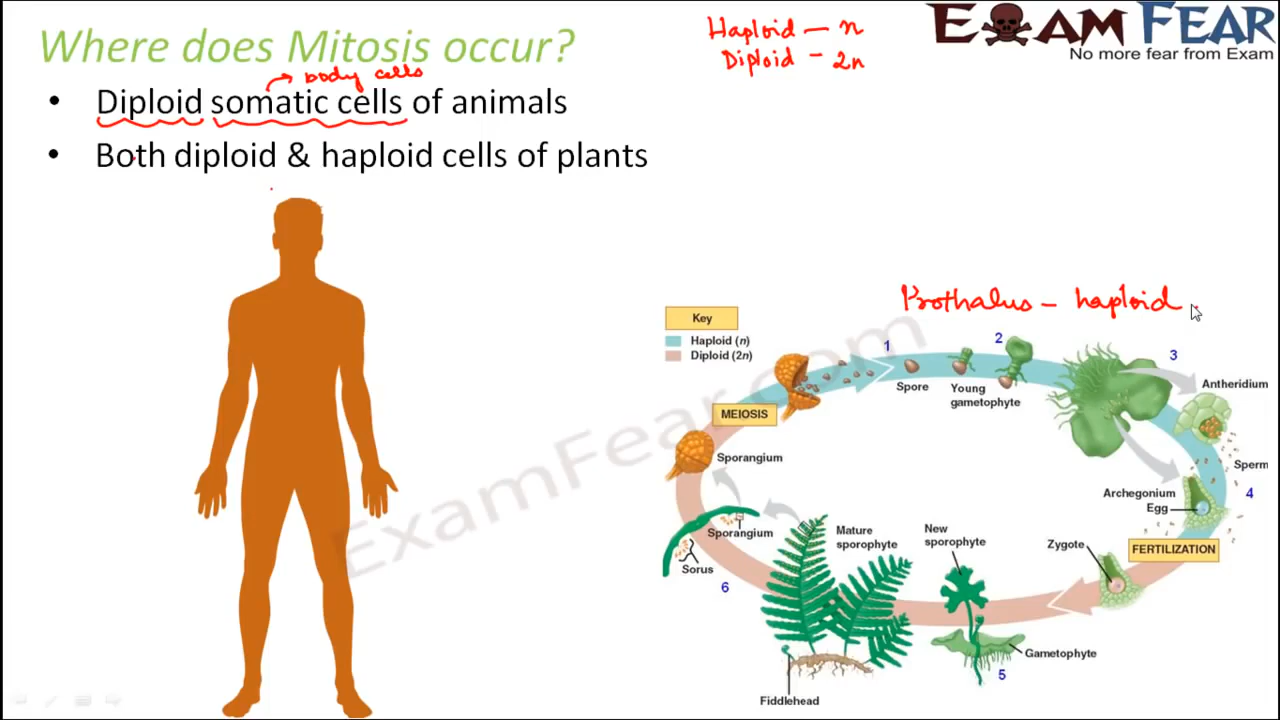 Where does Mitosis occur?
Haploid – n
Diploid – 2n
EXAM FEAR
No more fear from Exam
→ body cells
• Diploid somatic cells of animals
• Both diploid & haploid cells of plants
Prothalus – haploid
Key
Haploid (n)
Diploid (2n)
1
2
3
Spore
Young
gametophyte
Antheridium
MEIOSIS
Sporangium
Sperm
4
Archegonium
Egg
FERTILIZATION
Zygote
New
sporophyte
Mature
sporophyte
Sporangium
Sorus
6
Gametophyte
5
Fiddlehead
ExamFear.com